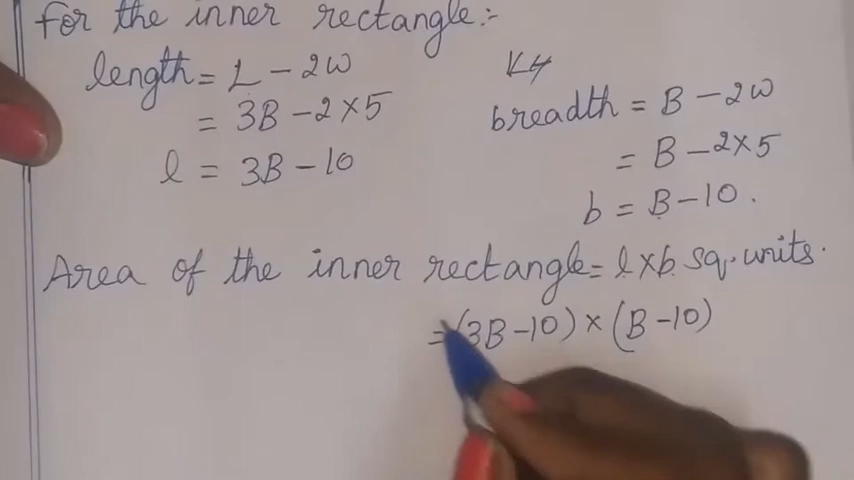 for the inner rectangle:-
length = L - 2w
= 3B - 2×5
l = 3B - 10
breadth = B - 2w
= B - 2×5
b = B - 10.
Area of the inner rectangle = l×b sq. units.
= (3B - 10) × (B - 10)